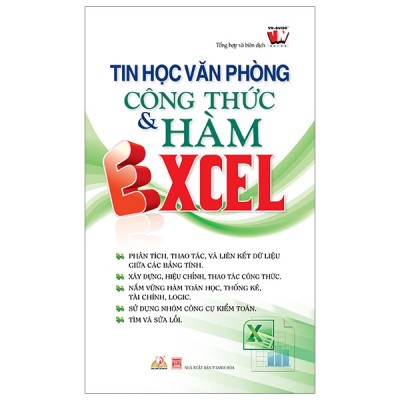 VN-GUIDE
Tổng hợp và biên dịch
TIN HỌC VĂN PHÒNG
CÔNG THỨC
& HÀM
EXCEL
PHÂN TÍCH, THAO TÁC, VÀ LIÊN KẾT DỮ LIỆU
GIỮA CÁC BẢNG TÍNH.
XÂY DỰNG, HIỆU CHỈNH, THAO TÁC CÔNG THỨC.
NẮM VỮNG HÀM TOÁN HỌC, THỐNG KÊ,
TÀI CHÍNH, LOGIC.
SỬ DỤNG NHÓM CÔNG CỤ KIỂM TOÁN.
TÌM VÀ SỬA LỖI.
NHÀ XUẤT BẢN THANH HÓA